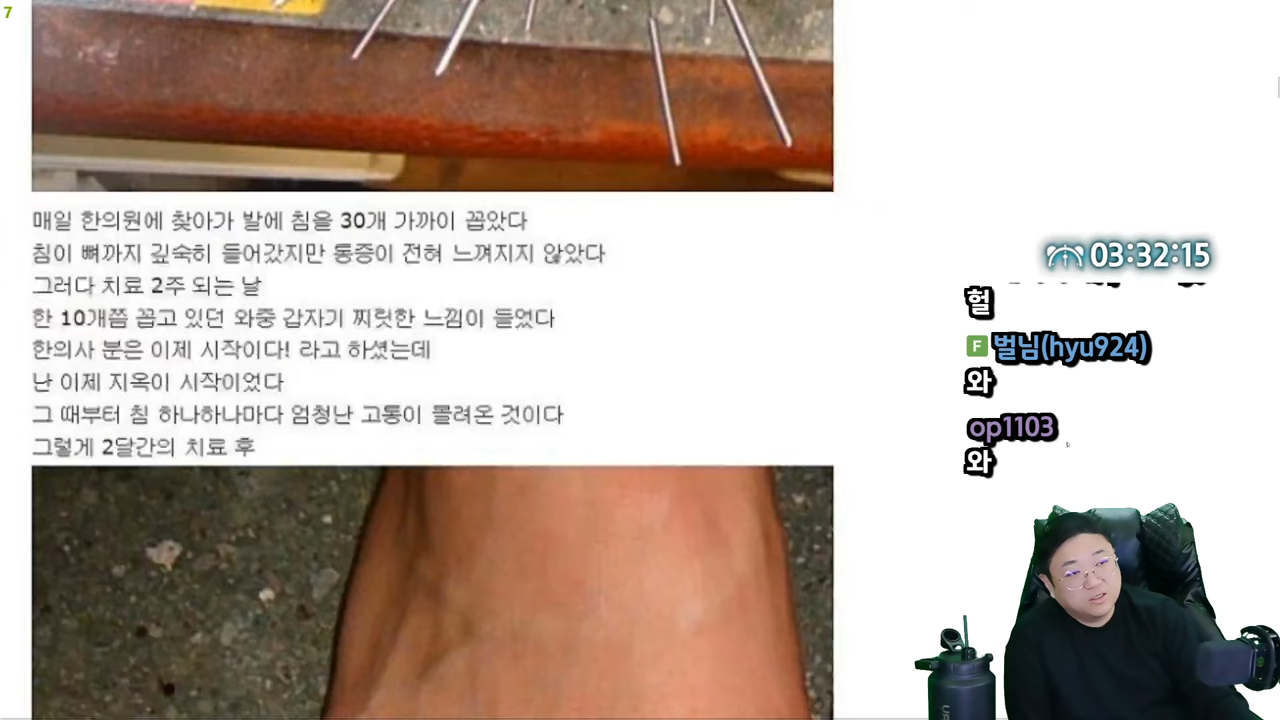 7
매일 한의원에 찾아가 발에 침을 30개 가까이 꼽았다
침이 뼈까지 깊숙히 들어갔지만 통증이 전혀 느껴지지 않았다
그러다 치료 2주 되는 날
한 10개쯤 꼽고 있던 와중 갑자기 찌릿한 느낌이 들었다
한의사 분은 이제 시작이다! 라고 하셨는데
난 이제 지옥이 시작이었다
그 때부터 침 하나하나마다 엄청난 고통이 몰려온 것이다
그렇게 2달간의 치료 후
03:32:15
헐
F 벌님(hyu924)
와
op1103
와